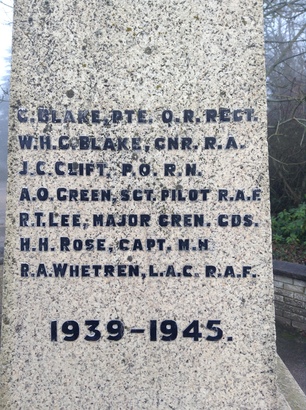 G. BLAKE, PTE. Q.R. REGT.
W.H.G. BLAKE, GNR. R.A.
J.C. CLIFT, P.O. R.N.
A.O. GREEN, SGT. PILOT R.A.F.
R.T. LEE, MAJOR GREN. GDS.
H.H. ROSE, CAPT. M.N.
R.A. WHETREN, L.A.C. R.A.F.
1939-1945.